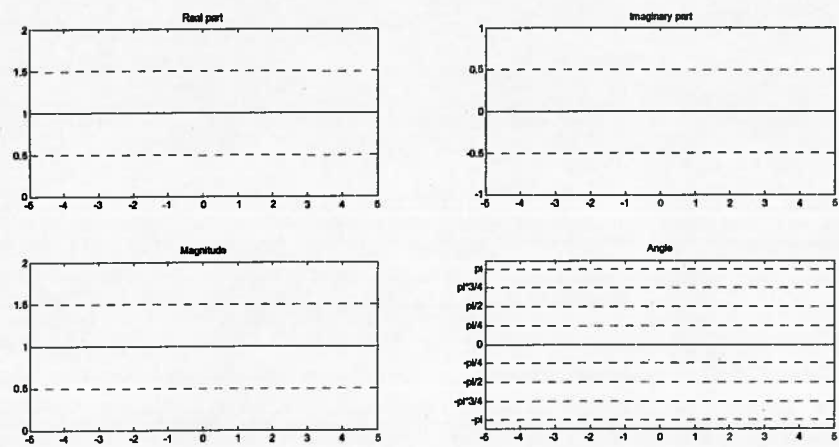 Real part
2
1.5
1
0.5
0
-5 -4 -3 -2 -1 0 1 2 3 4 5
Imaginary part
1
0.5
0
-0.5
-1
-5 -4 -3 -2 -1 0 1 2 3 4 5
Magnitude
2
1.5
1
0.5
0
-5 -4 -3 -2 -1 0 1 2 3 4 5
Angle
pi
pi*3/4
pi/2
pi/4
0
-pi/4
-pi/2
-pi*3/4
-pi
-5 -4 -3 -2 -1 0 1 2 3 4 5